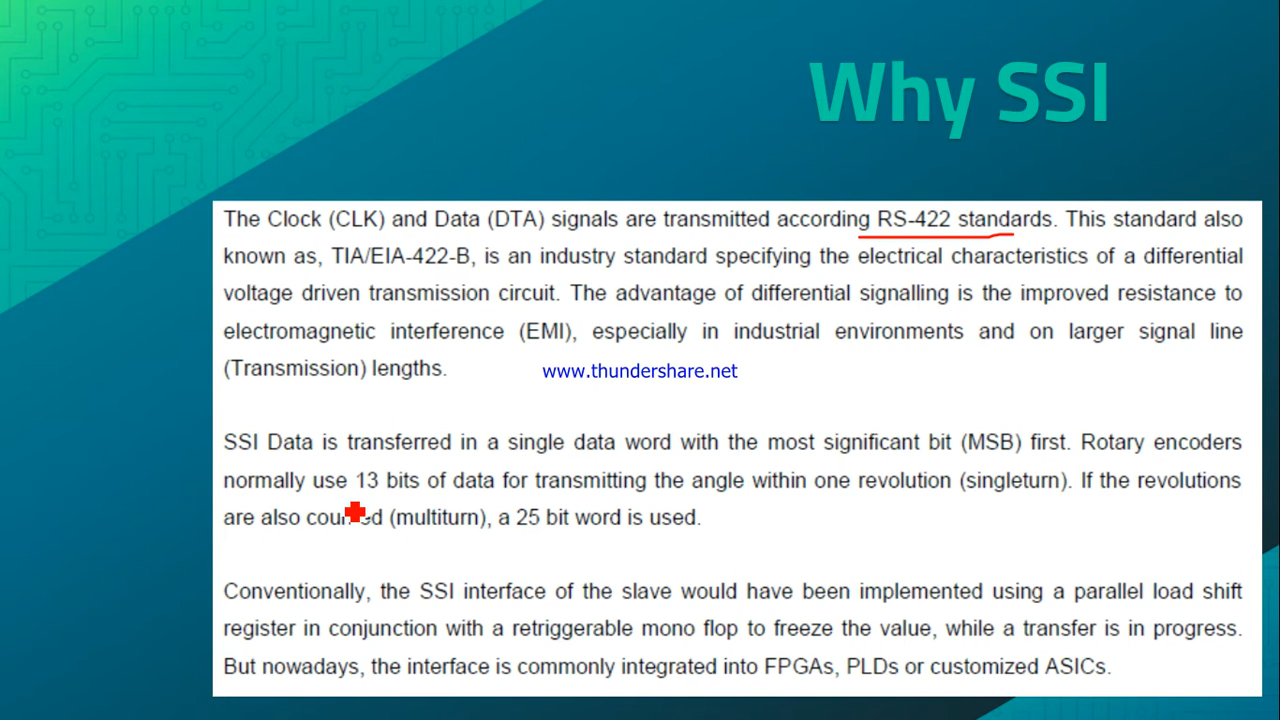 Why SSI
The Clock (CLK) and Data (DTA) signals are transmitted according RS-422 standards. This standard also
known as, TIA/EIA-422-B, is an industry standard specifying the electrical characteristics of a differential
voltage driven transmission circuit. The advantage of differential signalling is the improved resistance to
electromagnetic interference (EMI), especially in industrial environments and on larger signal line
(Transmission) lengths.
www.thundershare.net
SSI Data is transferred in a single data word with the most significant bit (MSB) first. Rotary encoders
normally use 13 bits of data for transmitting the angle within one revolution (singleturn). If the revolutions
are also counted (multiturn), a 25 bit word is used.
Conventionally, the SSI interface of the slave would have been implemented using a parallel load shift
register in conjunction with a retriggerable mono flop to freeze the value, while a transfer is in progress.
But nowadays, the interface is commonly integrated into FPGAs, PLDs or customized ASICs.